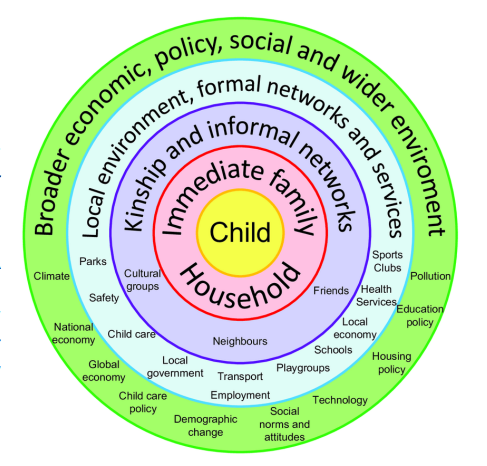 Broader economic, policy, social and wider enviroment
Local environment, formal networks and services
Kinship and informal networks
Immediate family
Child
Household
Parks
Sports
Clubs
Climate
Cultural
groups
Pollution
Safety
Friends
Health
Services
Education
policy
National
economy
Child care
Local
economy
Neighbours
Schools
Global
economy
Local
government
Transport
Playgroups
Housing
policy
Child care
policy
Employment
Technology
Demographic
change
Social
norms and
attitudes